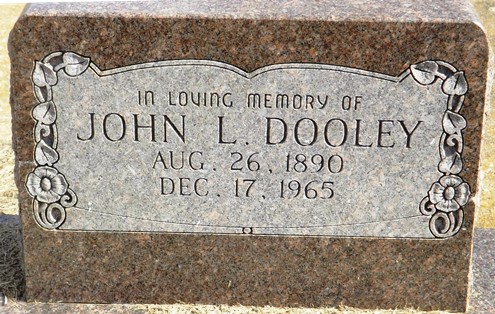 IN LOVING MEMORY OF
JOHN L. DOOLEY
AUG. 26, 1890
DEC. 17, 1965